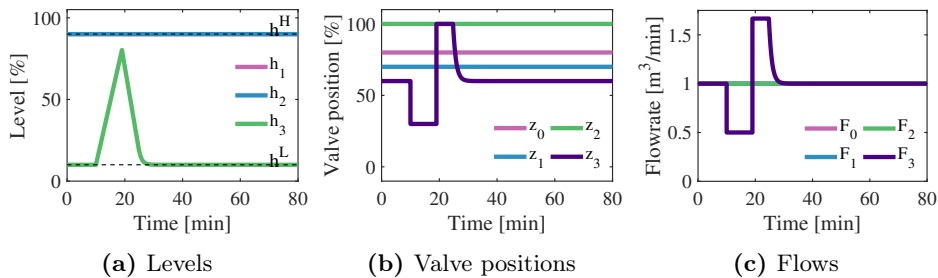 Level [%]
100
50
0
h^H
h_1
h_2
h_3
h^L
0 20 40 60 80
Time [min]
(a) Levels
Valve position [%]
100
50
0
z_0 z_2
z_1 z_3
0 20 40 60 80
Time [min]
(b) Valve positions
Flowrate [m^3/min]
1.5
1
0.5
0
F_0 F_2
F_1 F_3
0 20 40 60 80
Time [min]
(c) Flows